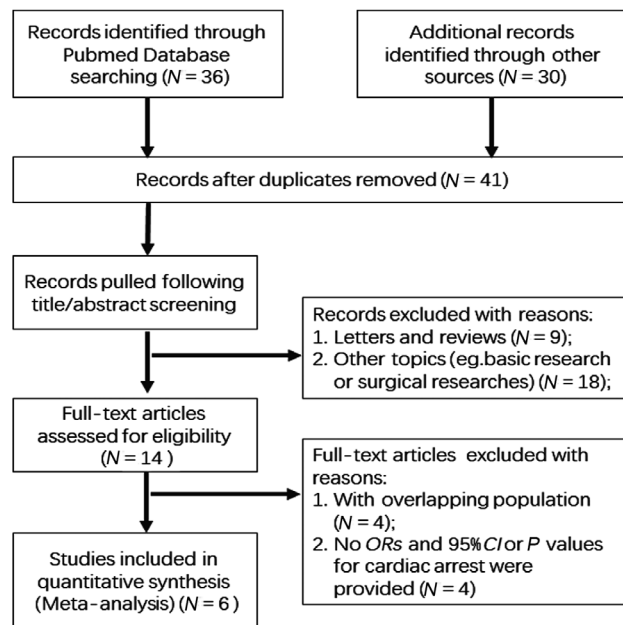 Records identified through
Pubmed Database
searching (N = 36)
Additional records
identified through other
sources (N = 30)
Records after duplicates removed (N = 41)
Records pulled following
title/abstract screening
Records excluded with reasons:
1. Letters and reviews (N = 9);
2. Other topics (eg.basic research
or surgical researches) (N = 18);
Full-text articles
assessed for eligibility
(N = 14 )
Full-text articles excluded with
reasons:
1. With overlapping population
(N = 4);
2. No ORs and 95%CI or P values
for cardiac arrest were
provided (N = 4)
Studies included in
quantitative synthesis
(Meta-analysis) (N = 6 )